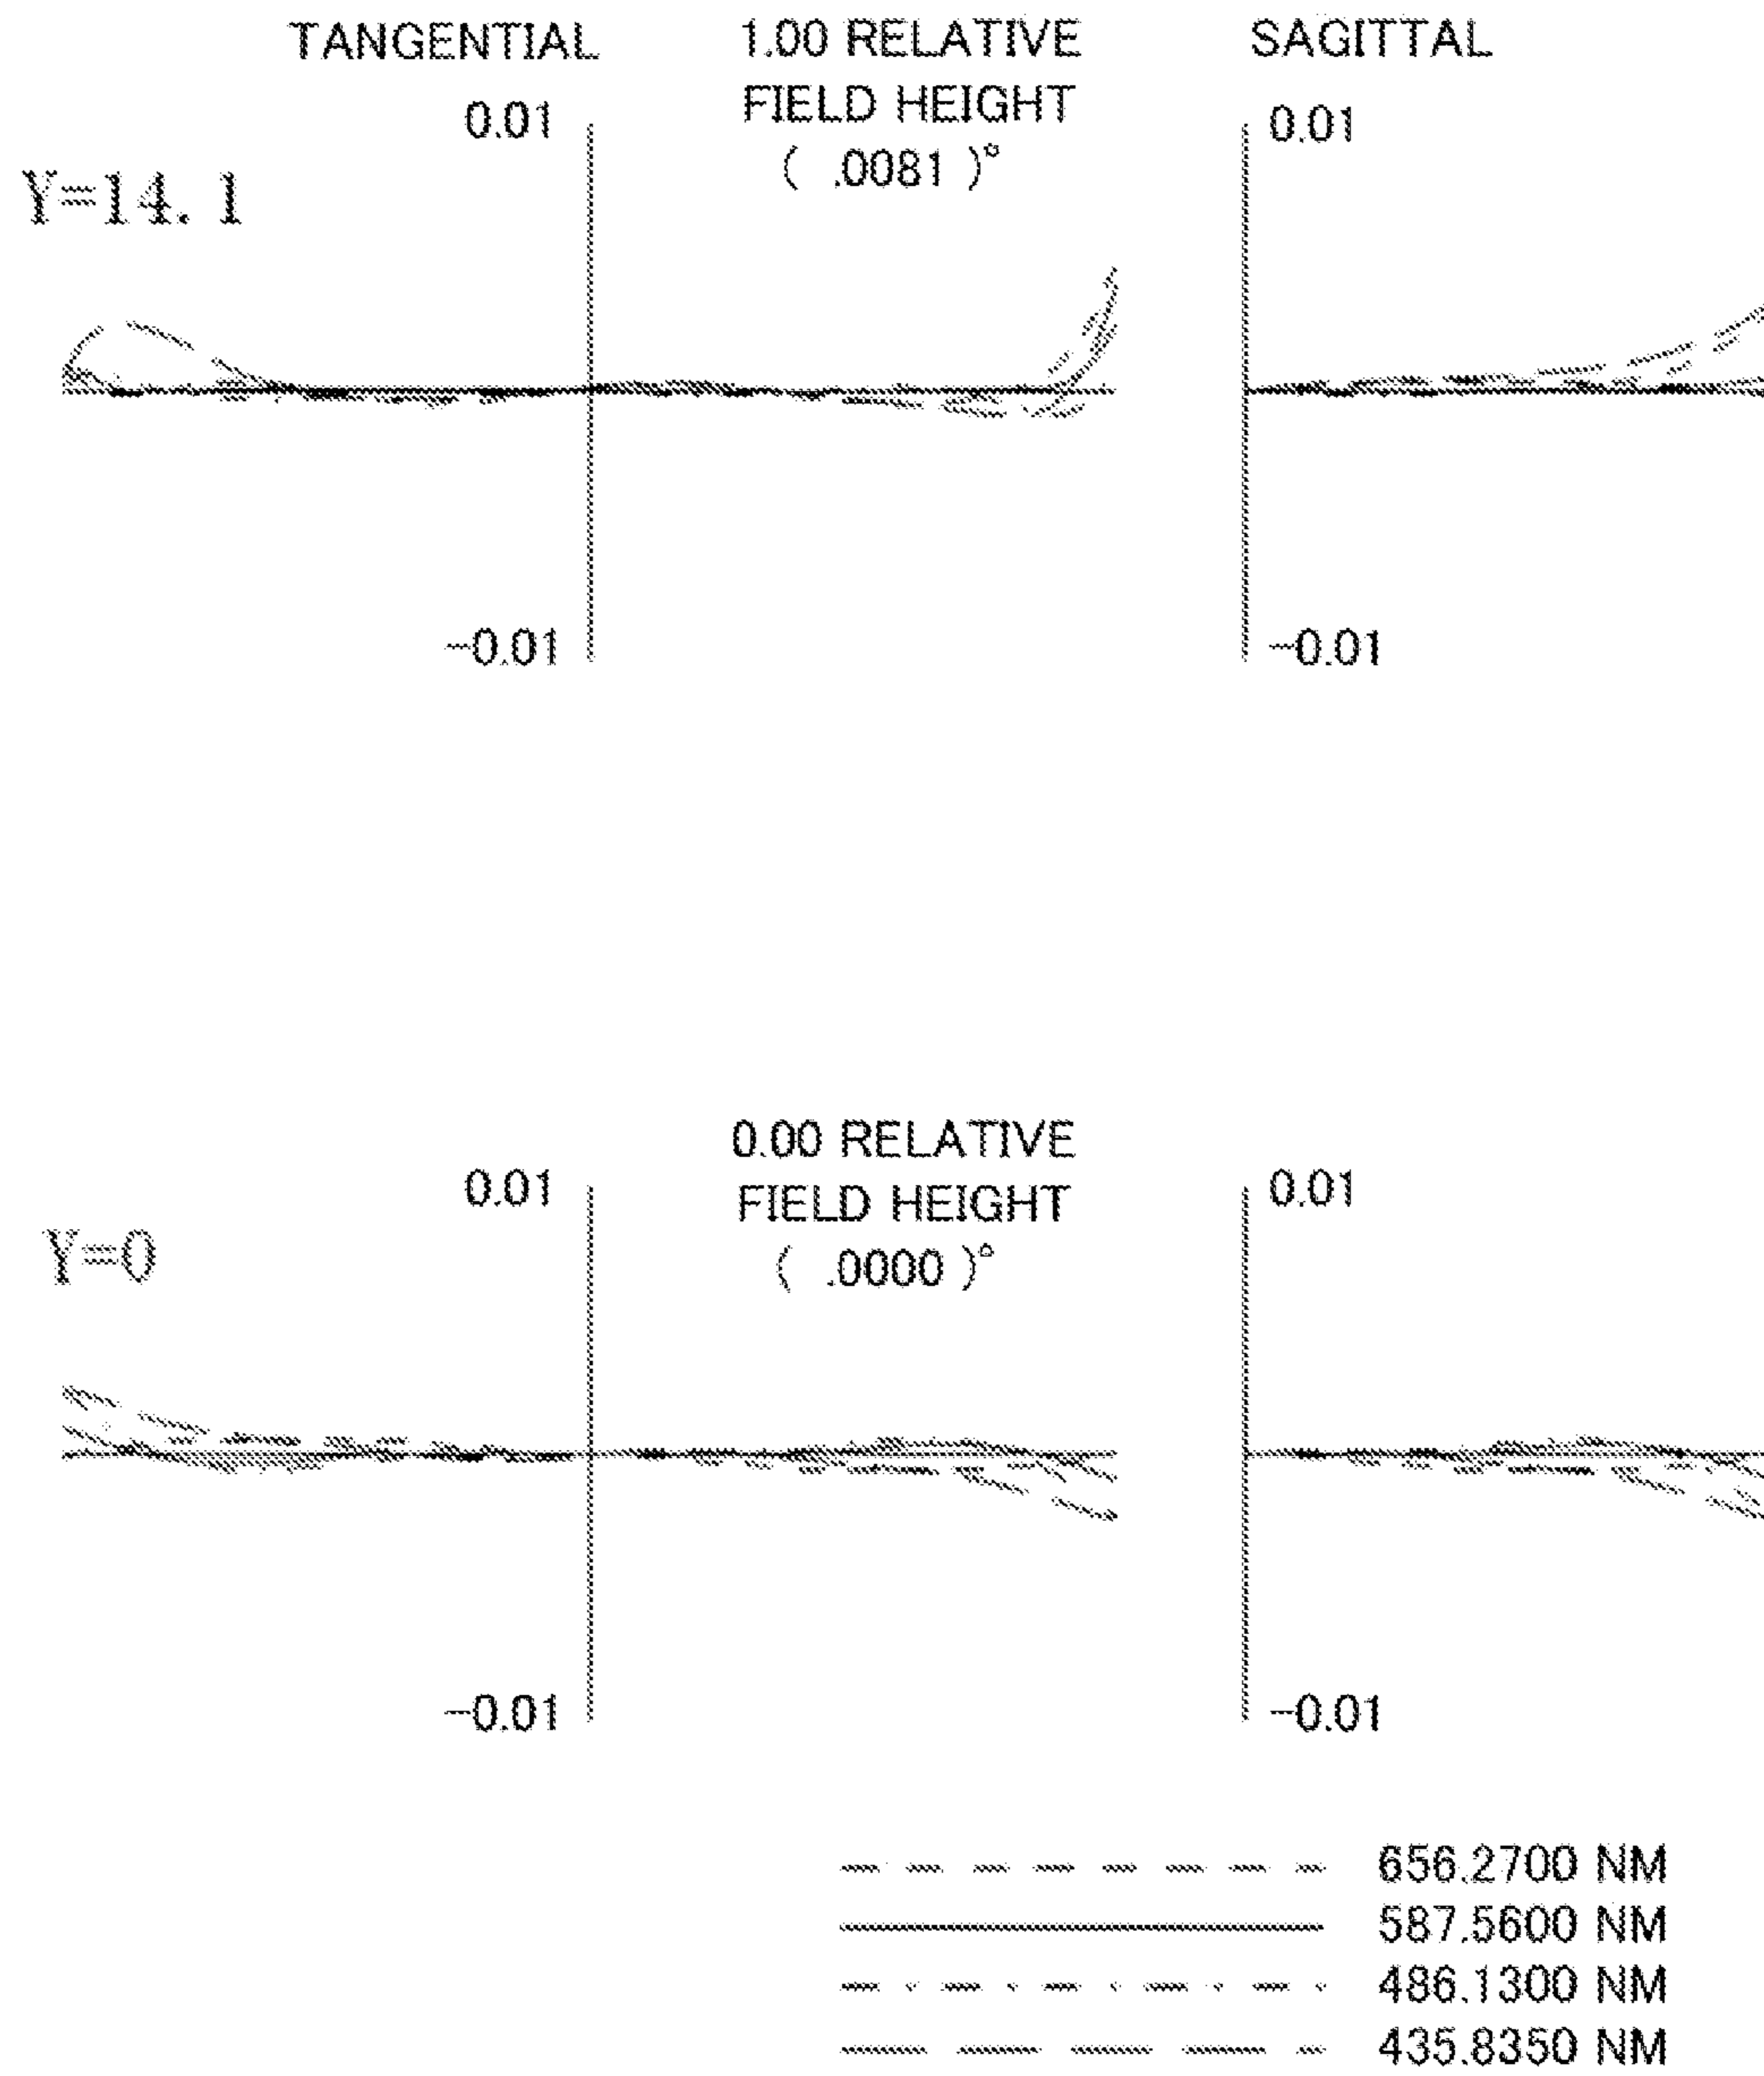 TANGENTIAL
1.00 RELATIVE
FIELD HEIGHT
( .0081 )°
SAGITTAL
0.01
0.01
Y=14. 1
-0.01
-0.01
0.00 RELATIVE
FIELD HEIGHT
( .0000 )°
0.01
0.01
Y=0
-0.01
-0.01
656.2700 NM
587.5600 NM
486.1300 NM
435.8350 NM